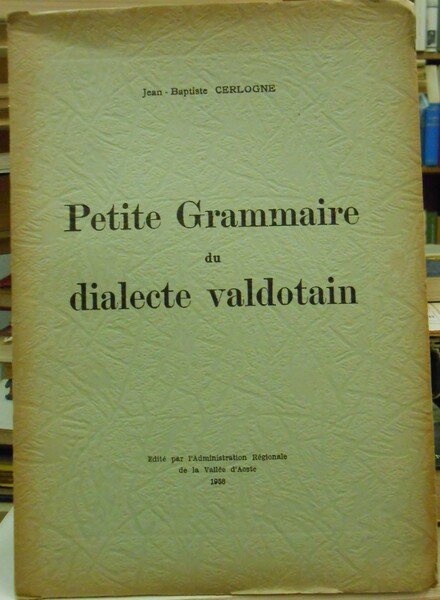 Jean - Baptiste CERLOGNE
Petite Grammaire
du
dialecte valdotain
Edité par l'Administration Régionale
de la Vallée d'Aoste
1958